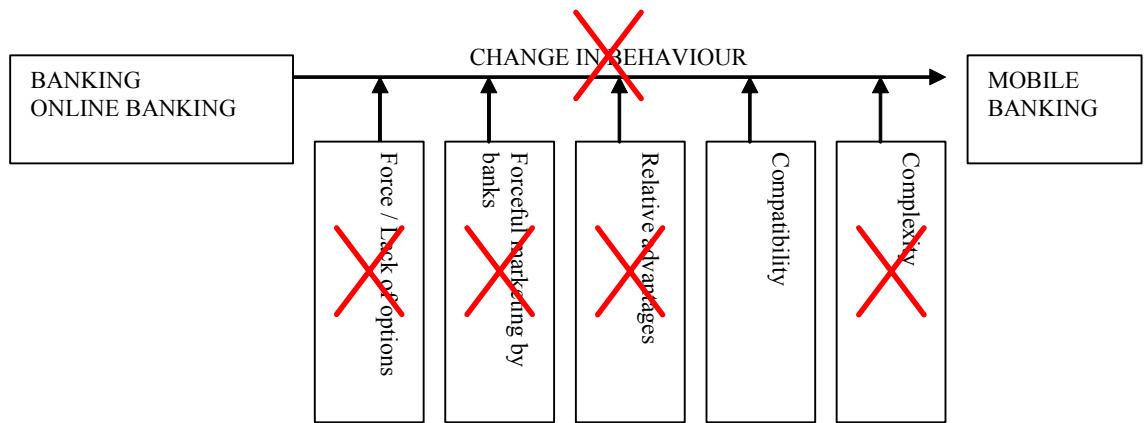 CHANGE IN BEHAVIOUR
BANKING
ONLINE BANKING
MOBILE
BANKING
Force / Lack of options
Forceful marketing by
banks
Relative advantages
Compatibility
Complexity